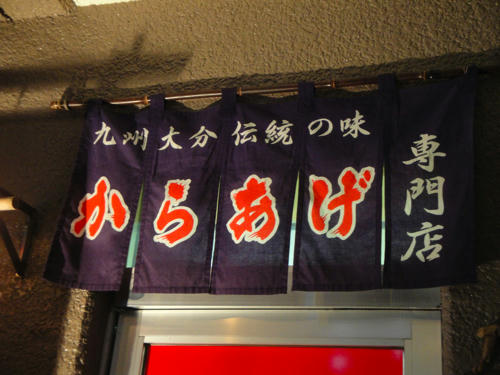 九州大分伝統の味
からあげ
専門店